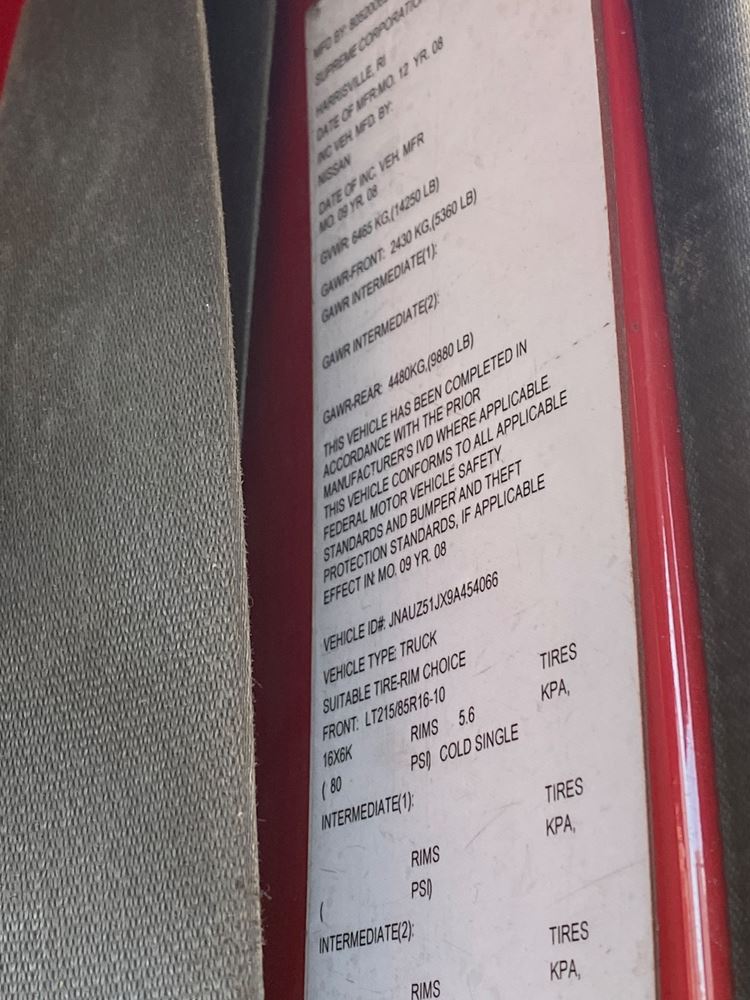 MFD BY:
SUPREME CORPORATION
HARRISVILLE, RI
DATE OF MFR:MO. 12 YR. 08
INC VEH. MFD. BY:
NISSAN
DATE OF INC. VEH. MFR
MO. 09 YR. 08
GVWR: 6465 KG,(14250 LB)
GAWR-FRONT: 2430 KG,(5360 LB)
GAWR INTERMEDIATE(1):
GAWR INTERMEDIATE(2):
GAWR-REAR: 4480KG,(9880 LB)
THIS VEHICLE HAS BEEN COMPLETED IN
ACCORDANCE WITH THE PRIOR
MANUFACTURER'S IVD WHERE APPLICABLE.
THIS VEHICLE CONFORMS TO ALL APPLICABLE
FEDERAL MOTOR VEHICLE SAFETY
STANDARDS AND BUMPER AND THEFT
PROTECTION STANDARDS, IF APPLICABLE
EFFECT IN: MO. 09 YR. 08
VEHICLE ID#: JNAUZ51JX9A454066
VEHICLE TYPE: TRUCK
SUITABLE TIRE-RIM CHOICE
FRONT: LT215/85R16-10 TIRES
16X6K RIMS 5.6 KPA,
( 80 PSI) COLD SINGLE
INTERMEDIATE(1): TIRES
RIMS KPA,
( PSI)
INTERMEDIATE(2): TIRES
RIMS KPA,